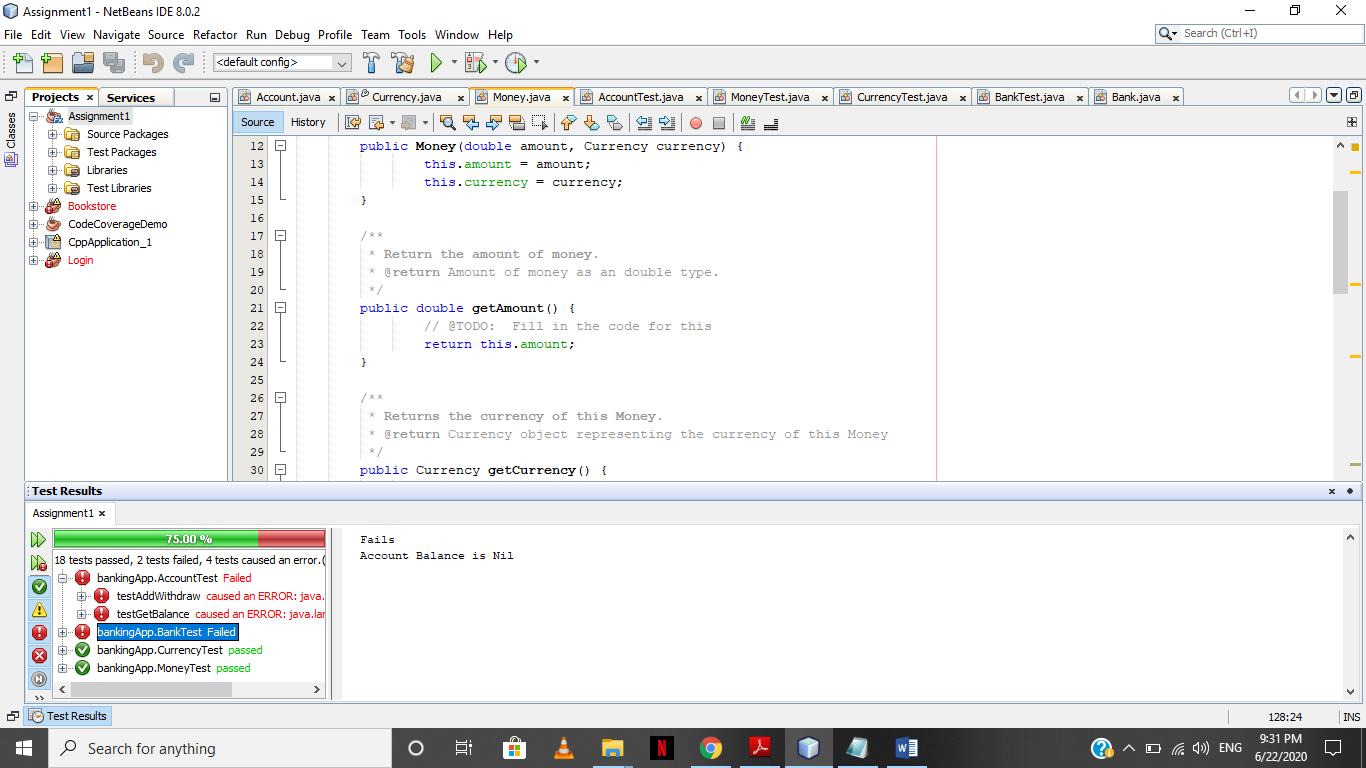 Assignment1 - NetBeans IDE 8.0.2
File Edit View Navigate Source Refactor Run Debug Profile Team Tools Window Help
Search (Ctrl+I)
<default config>
Projects Services
Account.java Currency.java Money.java AccountTest.java MoneyTest.java CurrencyTest.java BankTest.java Bank.java
Classes
Assignment1
Source Packages
Test Packages
Libraries
Test Libraries
Bookstore
CodeCoverageDemo
CppApplication_1
Login
Source History
12 public Money(double amount, Currency currency) {
13 this.amount = amount;
14 this.currency = currency;
15 }
16
17 /**
18 * Return the amount of money.
19 * @return Amount of money as an double type.
20 */
21 public double getAmount() {
22 // @TODO:  Fill in the code for this
23 return this.amount;
24 }
25
26 /**
27 * Returns the currency of this Money.
28 * @return Currency object representing the currency of this Money
29 */
30 public Currency getCurrency() {
Test Results
Assignment1
75.00 %
18 tests passed, 2 tests failed, 4 tests caused an error.(
bankingApp.AccountTest Failed
testAddWithdraw caused an ERROR: java.
testGetBalance caused an ERROR: java.lan
bankingApp.BankTest Failed
bankingApp.CurrencyTest passed
bankingApp.MoneyTest passed
Fails
Account Balance is Nil
Test Results
128:24 INS
Search for anything
ENG
9:31 PM
6/22/2020